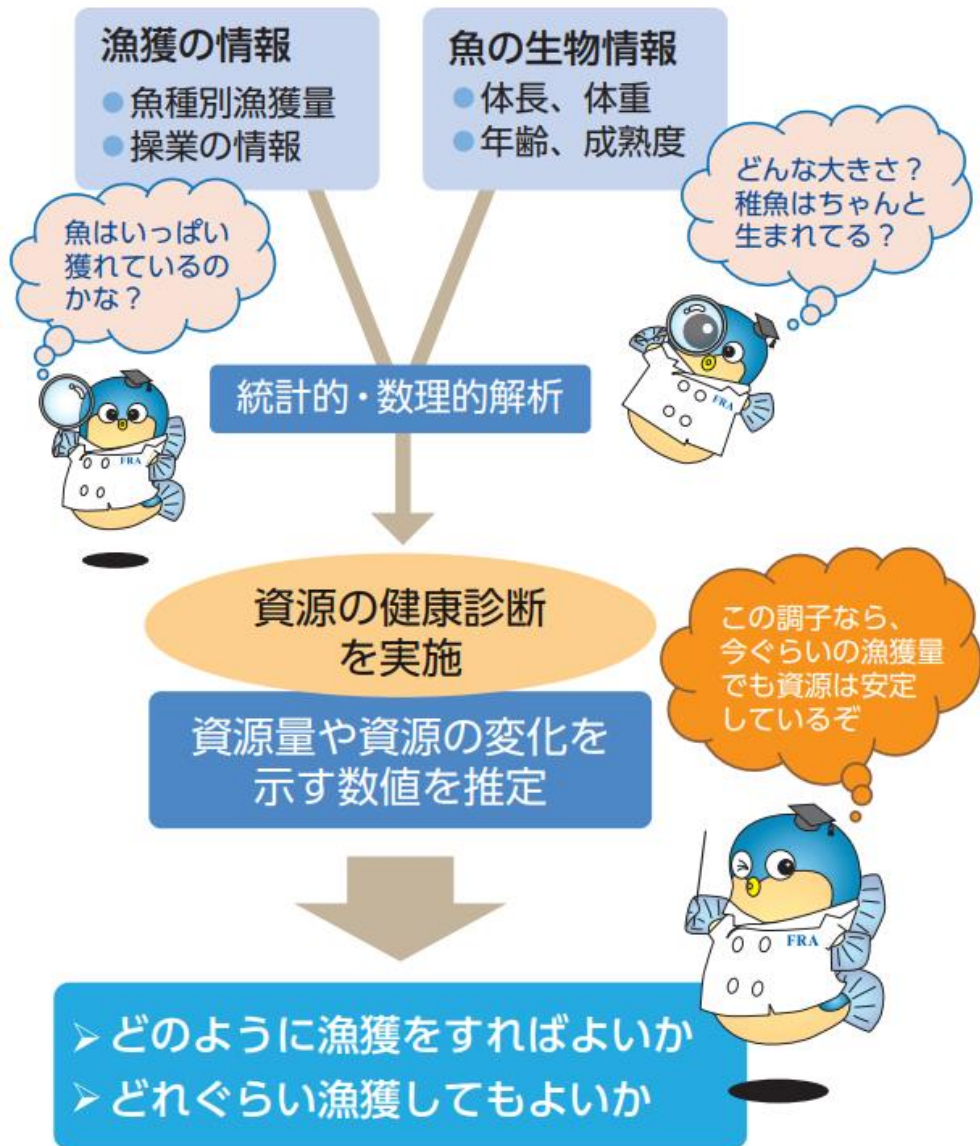 漁獲の情報
●魚種別漁獲量
●操業の情報
魚の生物情報
●体長、体重
●年齢、成熟度
魚はいっぱい
獲れているの
かな？
どんな大きさ？
稚魚はちゃんと
生まれてる？
統計的・数理的解析
FRA
FRA
資源の健康診断
を実施
資源量や資源の変化を
示す数値を推定
この調子なら、
今ぐらいの漁獲量
でも資源は安定
しているぞ
FRA
➢どのように漁獲をすればよいか
➢どれぐらい漁獲してもよいか